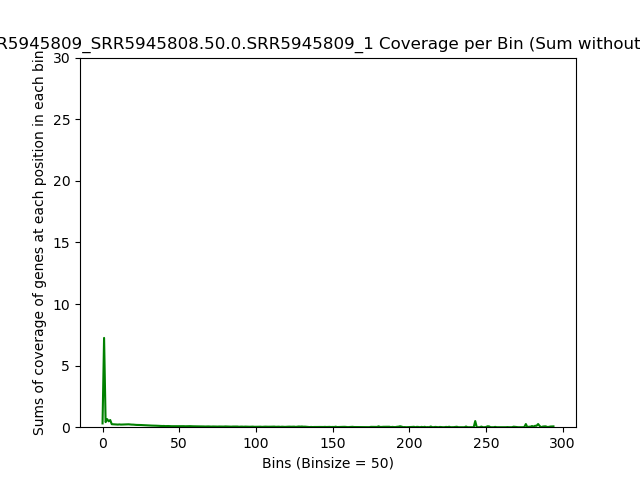 R5945809_SRR5945808.50.0.SRR5945809_1 Coverage per Bin (Sum without
Sums of coverage of genes at each position in each bin
30
25
20
15
10
5
0
0 50 100 150 200 250 300
Bins (Binsize = 50)